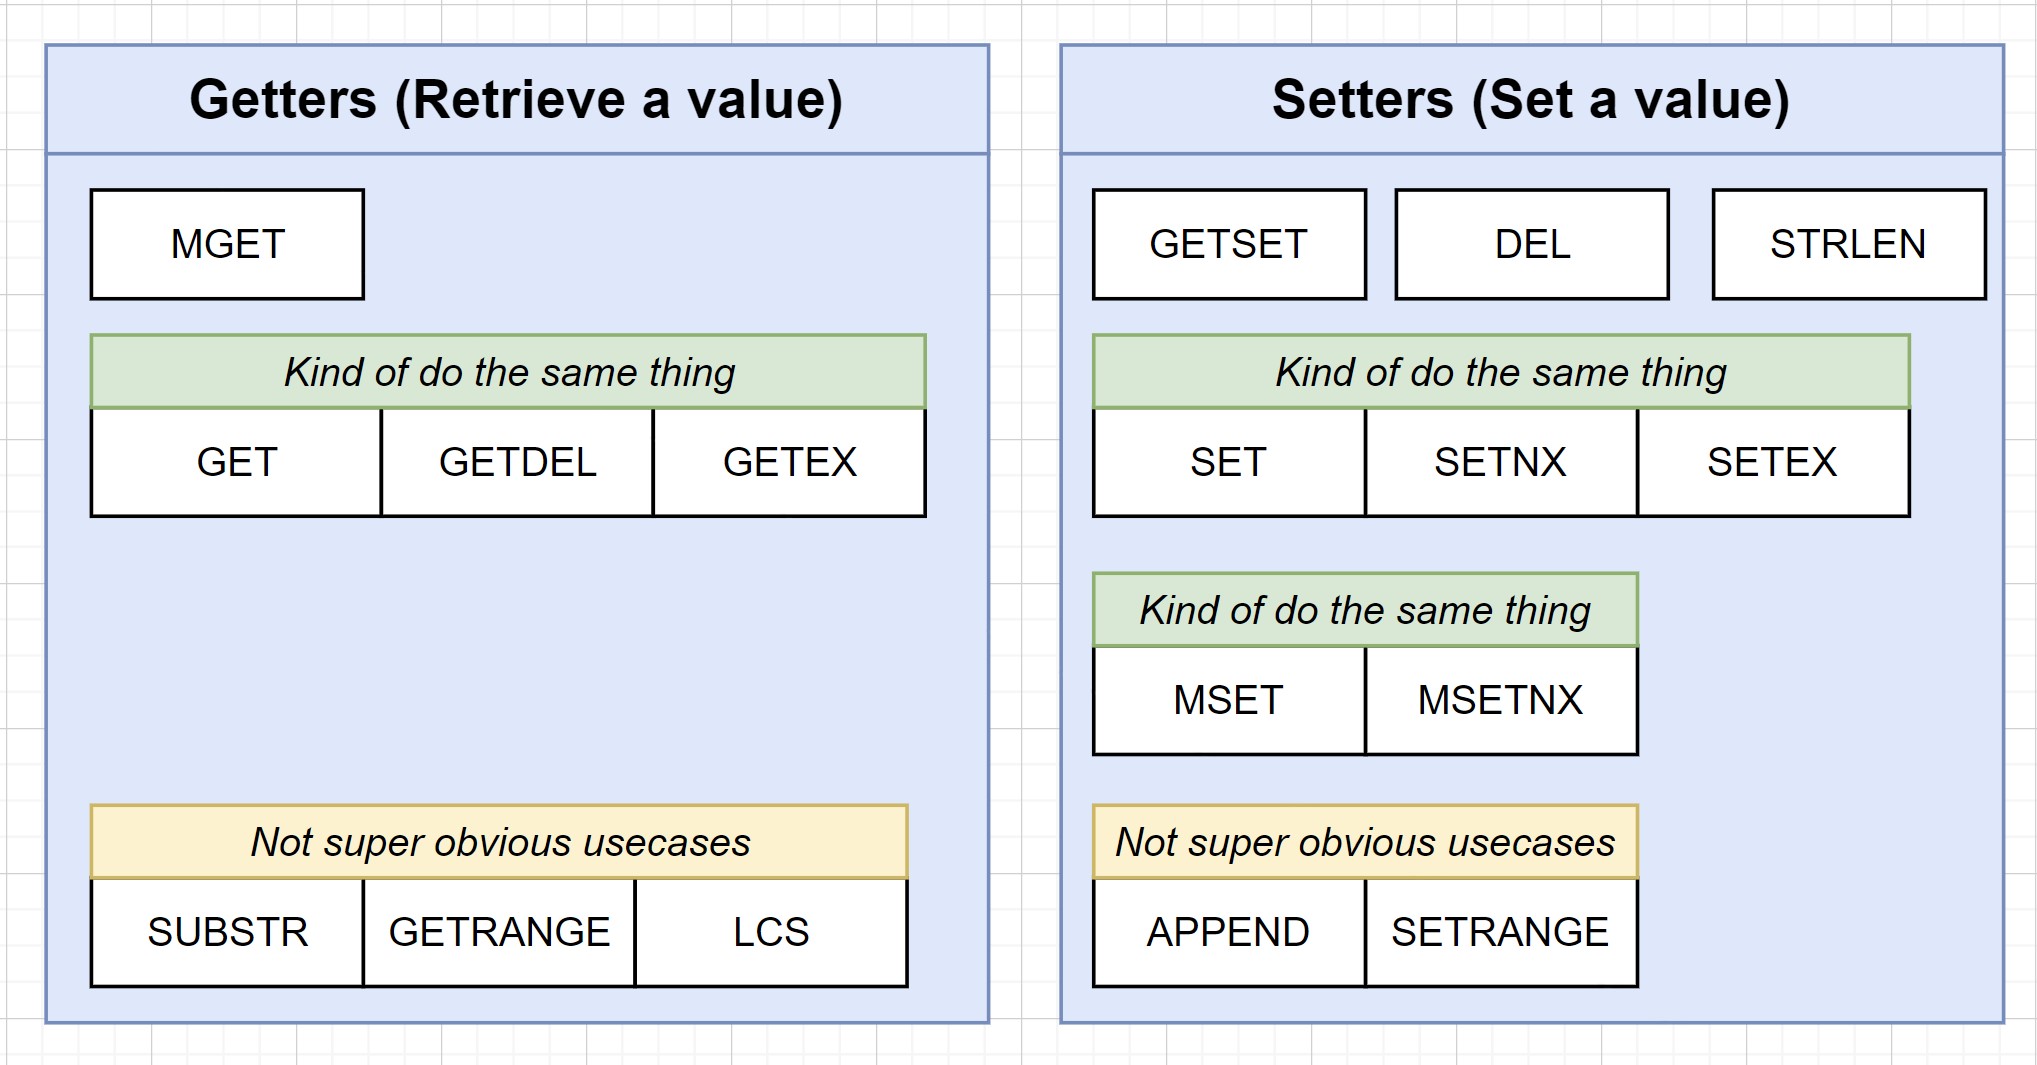 Getters (Retrieve a value)
MGET
Kind of do the same thing
GET
GETDEL
GETEX
Not super obvious usecases
SUBSTR
GETRANGE
LCS
Setters (Set a value)
GETSET
DEL
STRLEN
Kind of do the same thing
SET
SETNX
SETEX
Kind of do the same thing
MSET
MSETNX
Not super obvious usecases
APPEND
SETRANGE